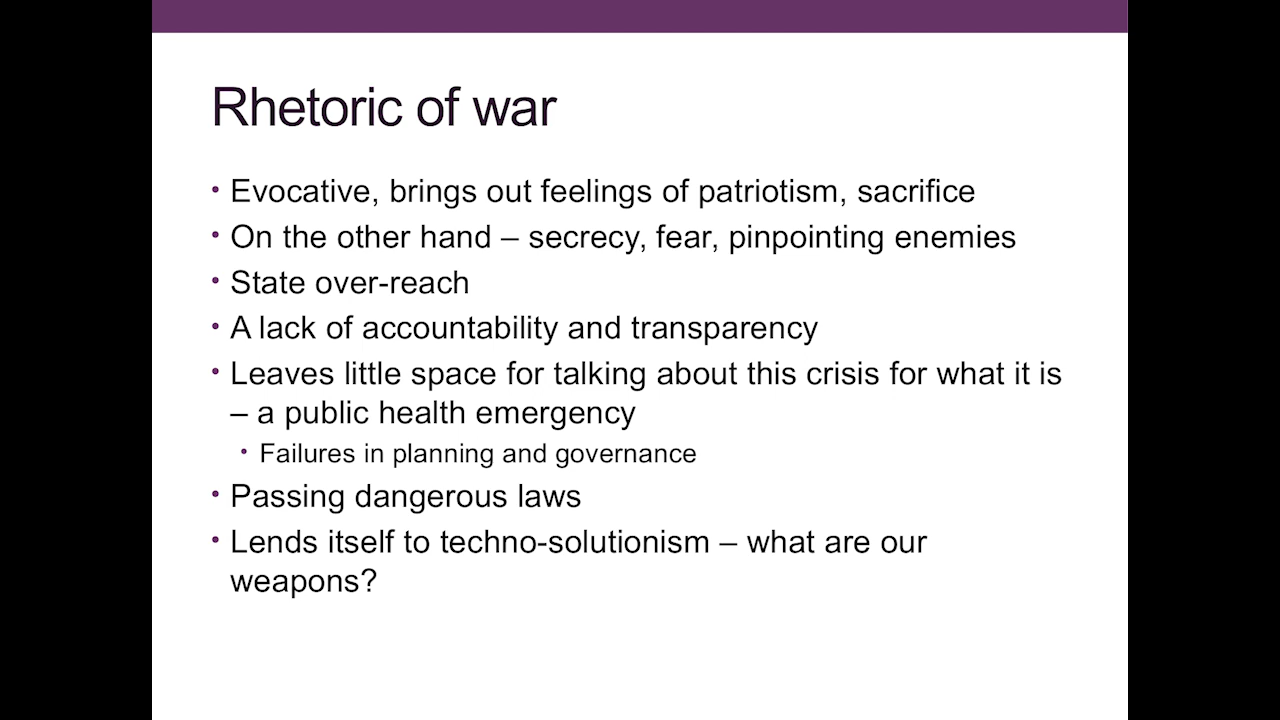 Rhetoric of war
• Evocative, brings out feelings of patriotism, sacrifice
• On the other hand – secrecy, fear, pinpointing enemies
• State over-reach
• A lack of accountability and transparency
• Leaves little space for talking about this crisis for what it is
– a public health emergency
• Failures in planning and governance
• Passing dangerous laws
• Lends itself to techno-solutionism – what are our
weapons?